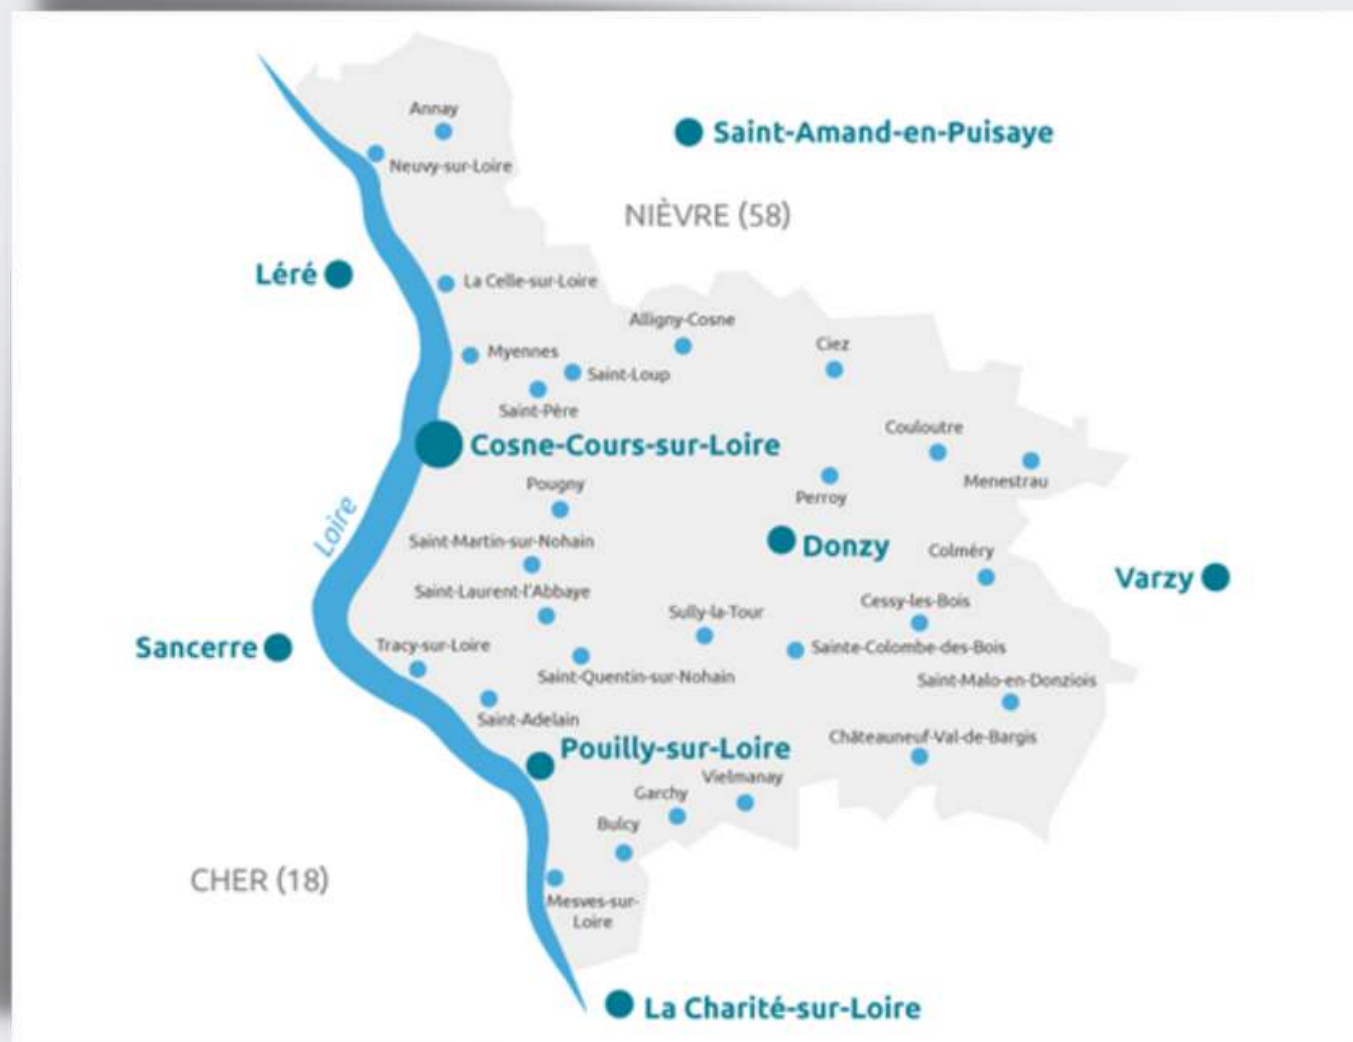 Annay
Saint-Amand-en-Puisaye
Neuvy-sur-Loire
NIÈVRE (58)
Léré
La Celle-sur-Loire
Alligny-Cosne
Ciez
Myennes
Saint-Loup
Saint-Père
Couloutre
Cosne-Cours-sur-Loire
Menestrau
Pougny
Perroy
Loire
Saint-Martin-sur-Nohain
Donzy
Colméry
Varzy
Saint-Laurent-l'Abbaye
Cessy-les-Bois
Sully-la-Tour
Sancerre
Tracy-sur-Loire
Sainte-Colombe-des-Bois
Saint-Quentin-sur-Nohain
Saint-Malo-en-Donziois
Saint-Adelain
Châteauneuf-Val-de-Bargis
Pouilly-sur-Loire
Vielmanay
Garchy
Bulcy
CHER (18)
Mesves-sur-
Loire
La Charité-sur-Loire